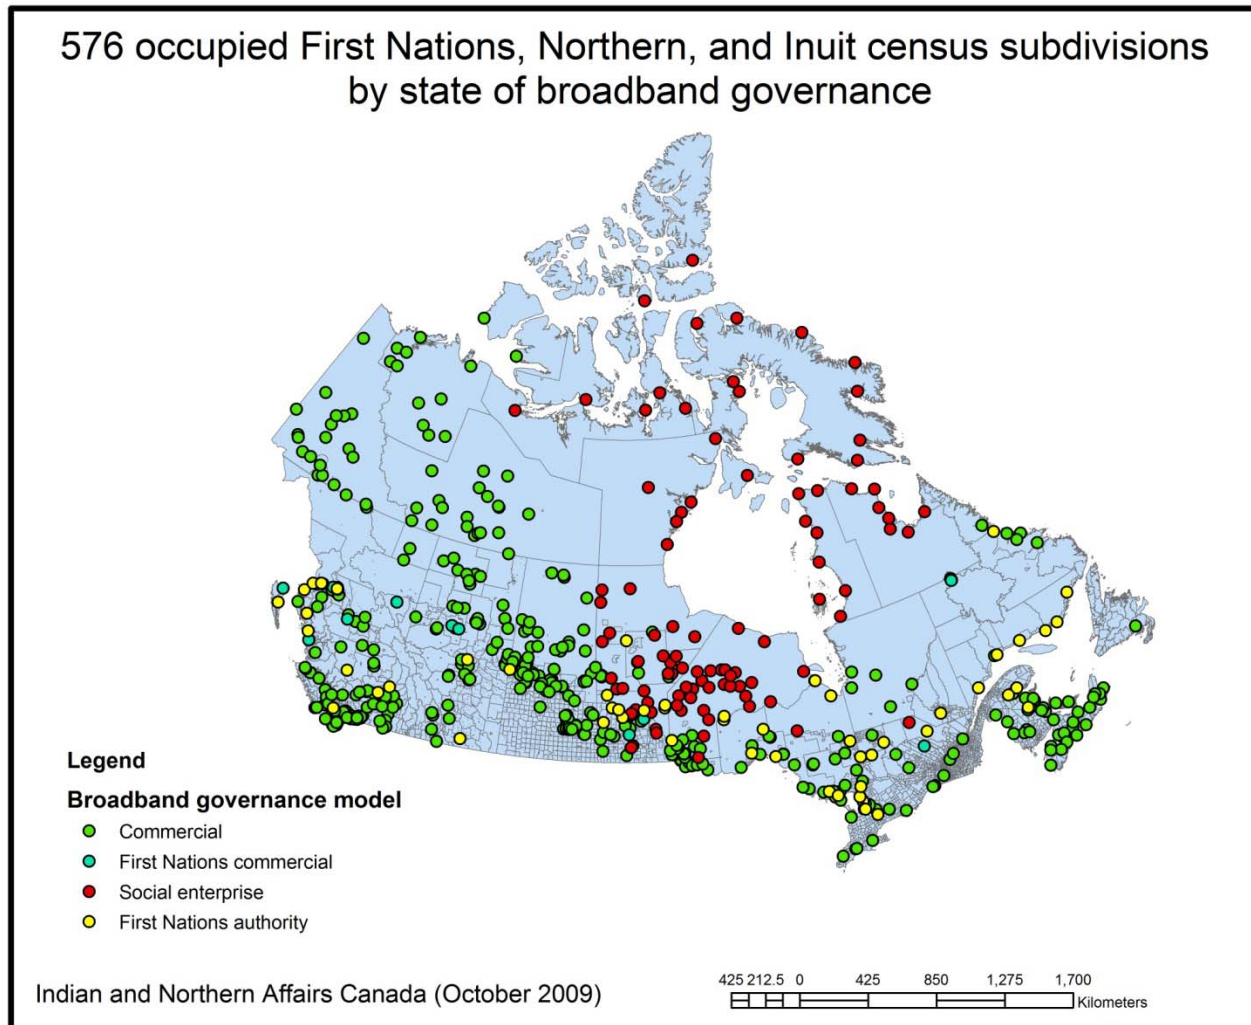 576 occupied First Nations, Northern, and Inuit census subdivisions
by state of broadband governance
Legend
Broadband governance model
Commercial
First Nations commercial
Social enterprise
First Nations authority
Indian and Northern Affairs Canada (October 2009)
425 212.5 0 425 850 1,275 1,700
Kilometers